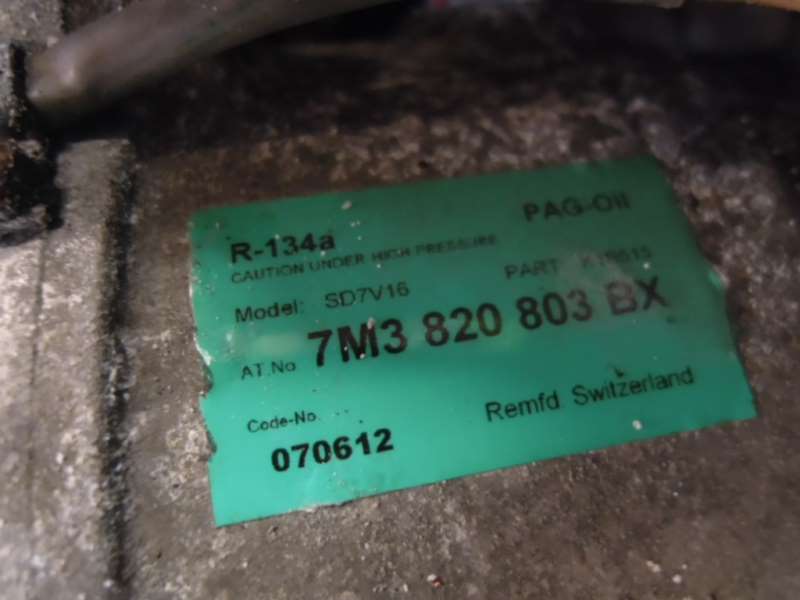 R-134a PAG-Oil
CAUTION UNDER HIGH PRESSURE
Model: SD7V16 PART
AT.No 7M3 820 803 BX
Code-No. Remfd. Switzerland
070612